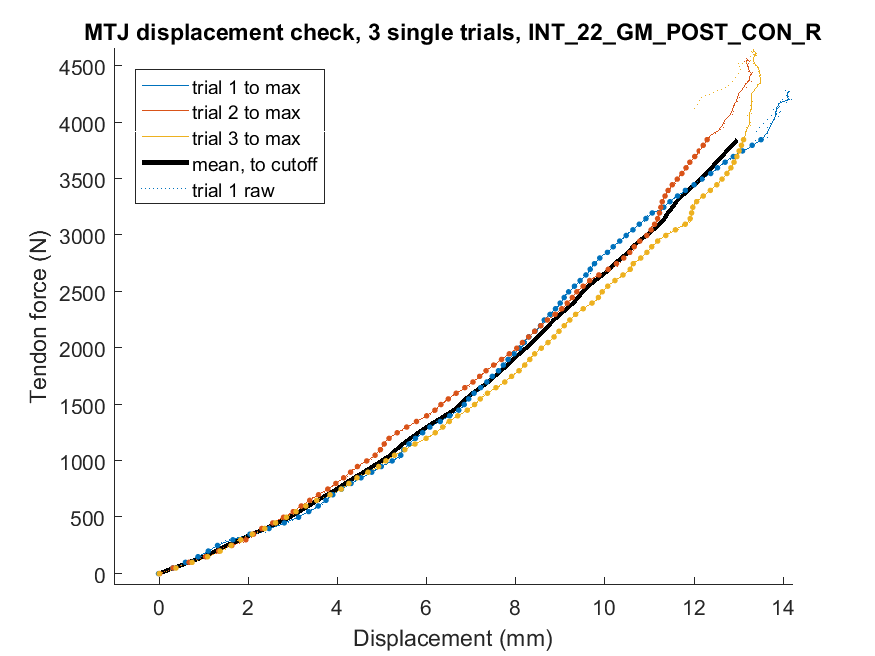 MTJ displacement check, 3 single trials, INT_22_GM_POST_CON_R
trial 1 to max
trial 2 to max
trial 3 to max
mean, to cutoff
trial 1 raw
Tendon force (N)
4500
4000
3500
3000
2500
2000
1500
1000
500
0
0 2 4 6 8 10 12 14
Displacement (mm)